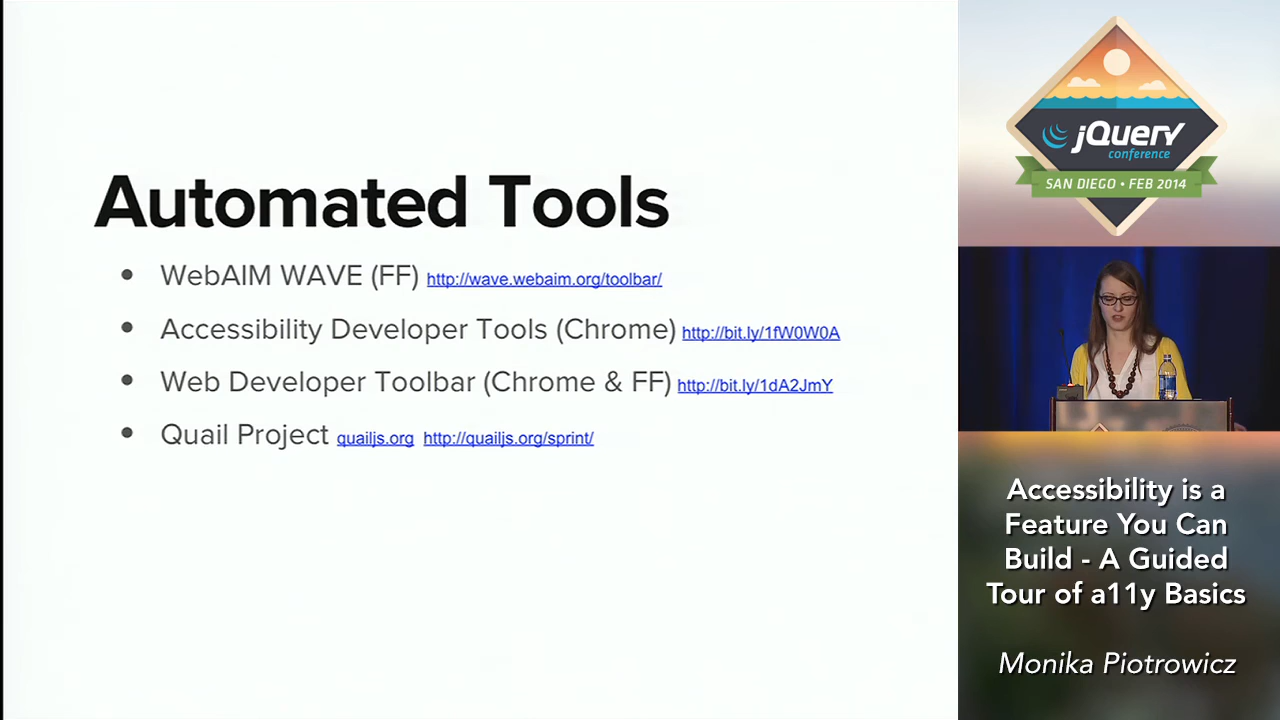 Automated Tools
• WebAIM WAVE (FF) http://wave.webaim.org/toolbar/
• Accessibility Developer Tools (Chrome) http://bit.ly/1fW0W0A
• Web Developer Toolbar (Chrome & FF) http://bit.ly/1dA2JmY
• Quail Project quailjs.org http://quailjs.org/sprint/
jQuery
conference
SAN DIEGO • FEB 2014
Accessibility is a
Feature You Can
Build - A Guided
Tour of a11y Basics
Monika Piotrowicz